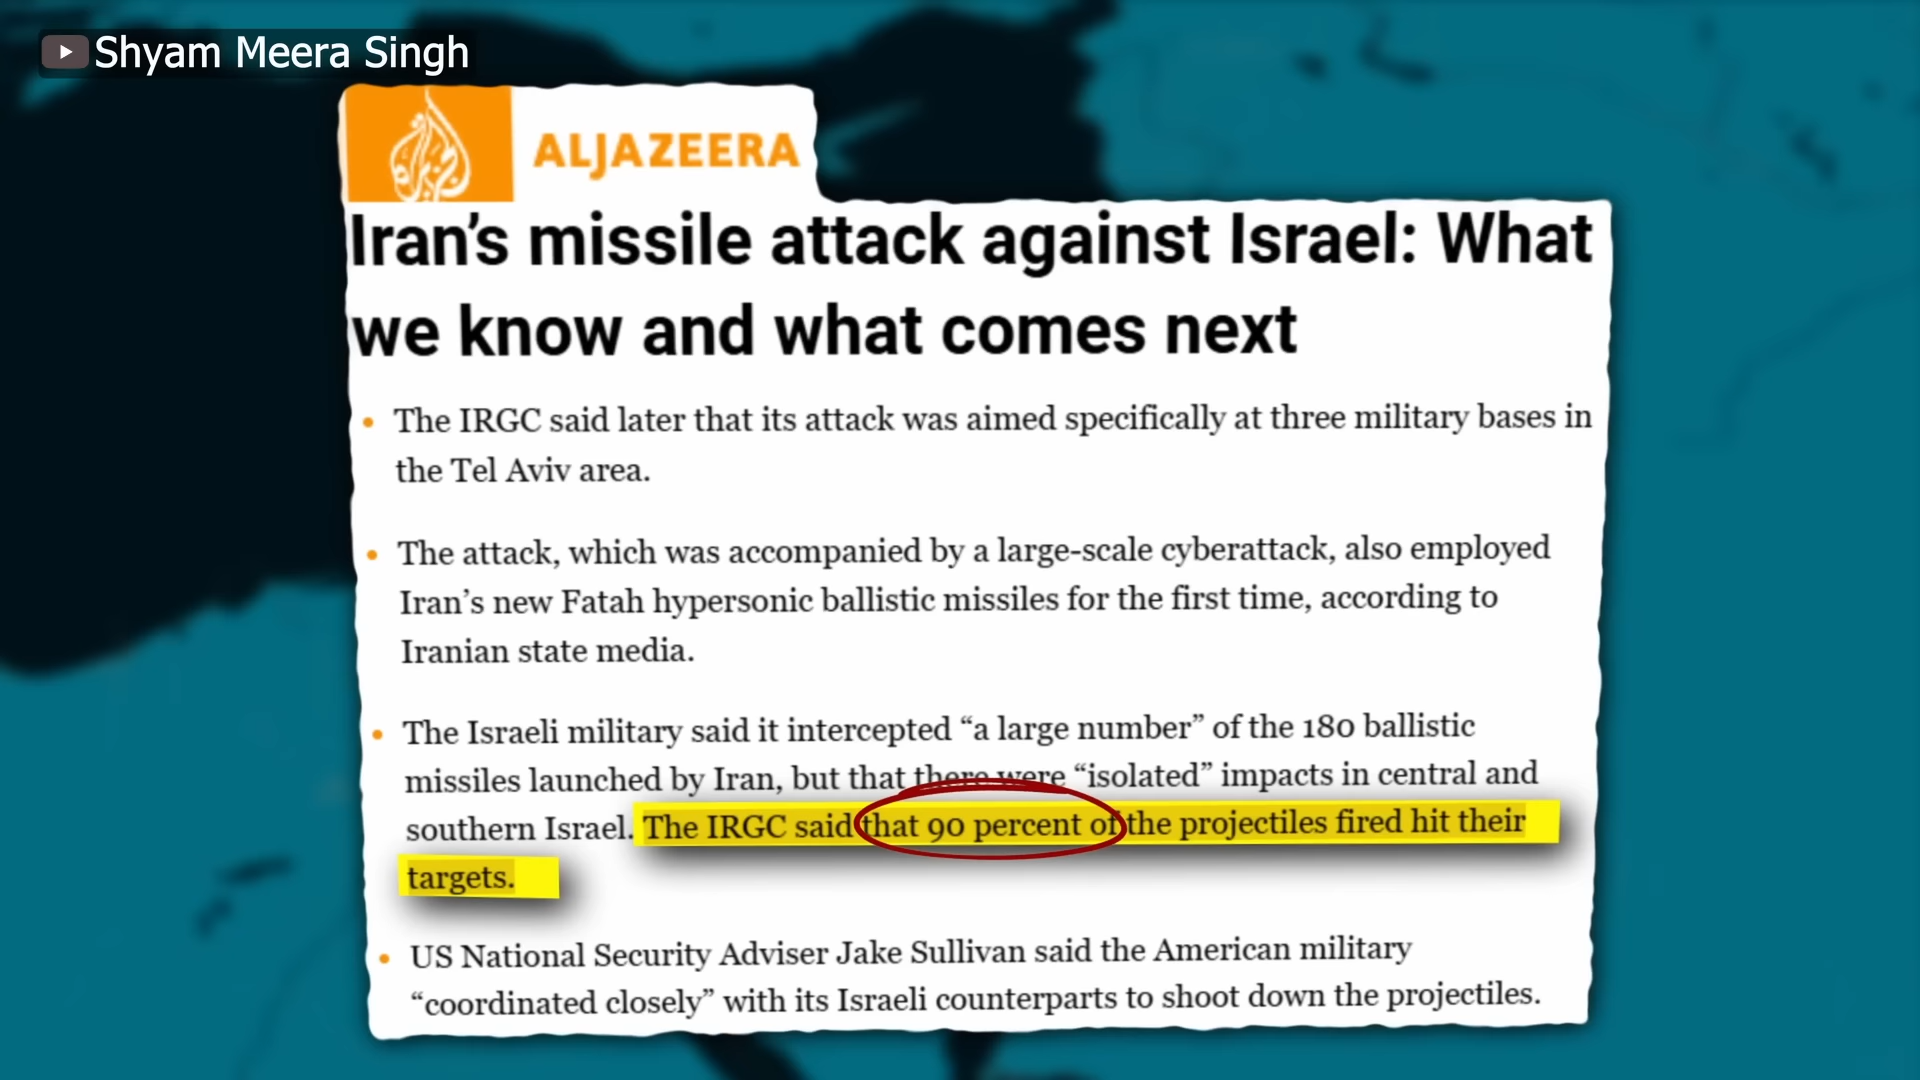 Shyam Meera Singh
ALJAZEERA
Iran's missile attack against Israel: What
we know and what comes next
• The IRGC said later that its attack was aimed specifically at three military bases in
the Tel Aviv area.
• The attack, which was accompanied by a large-scale cyberattack, also employed
Iran's new Fatah hypersonic ballistic missiles for the first time, according to
Iranian state media.
• The Israeli military said it intercepted “a large number” of the 180 ballistic
missiles launched by Iran, but that there were “isolated” impacts in central and
southern Israel. The IRGC said that 90 percent of the projectiles fired hit their
targets.
• US National Security Adviser Jake Sullivan said the American military
“coordinated closely” with its Israeli counterparts to shoot down the projectiles.